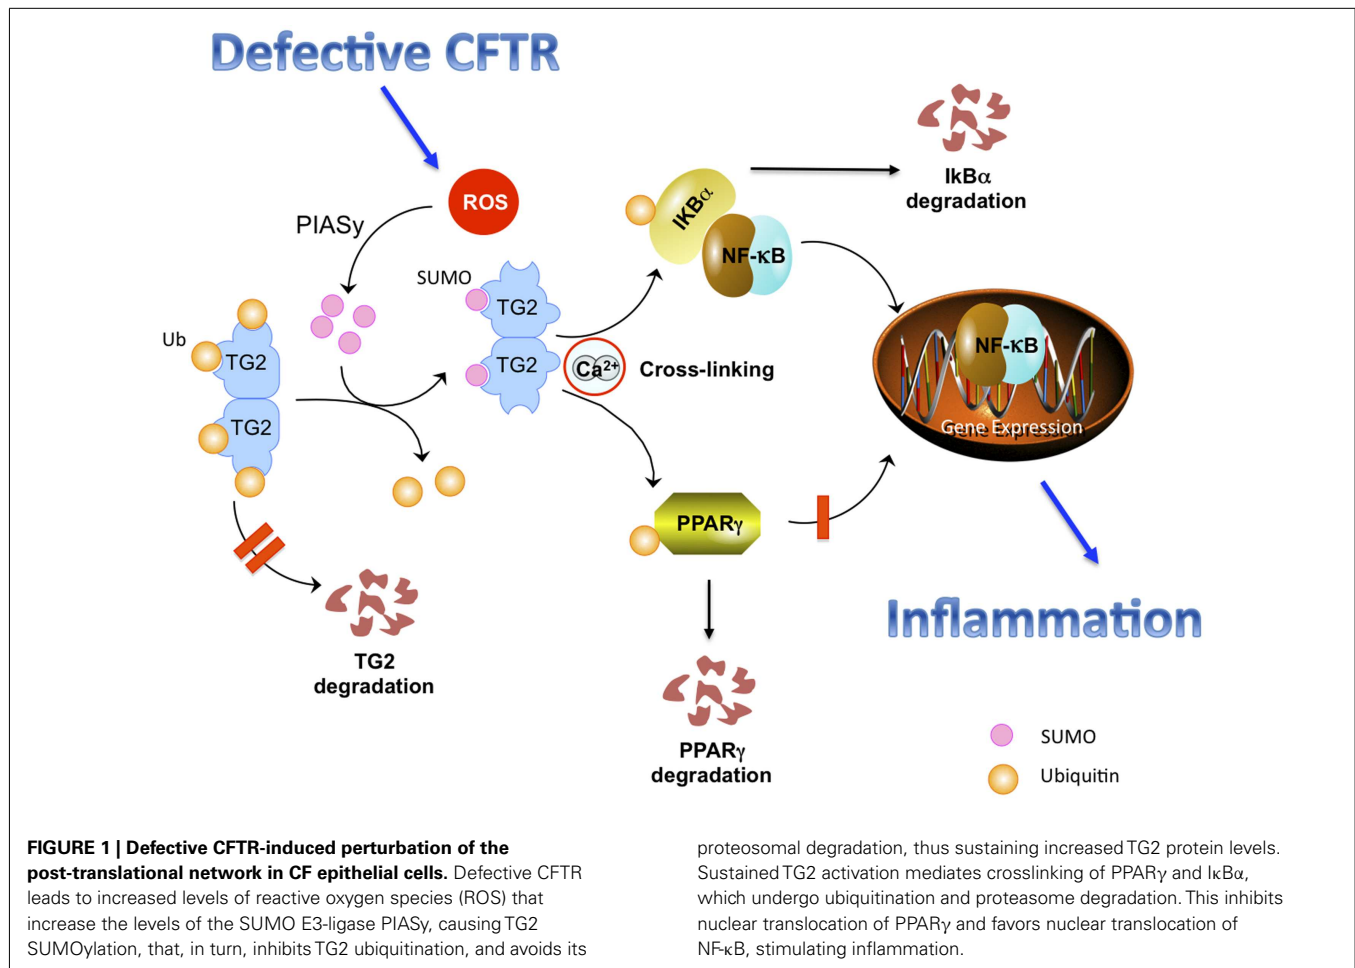 Defective CFTR
IkBα
degradation
ROS
PIASy
IKBα
NF-κB
SUMO
TG2
TG2
Ub
TG2
TG2
Ca²⁺
Cross-linking
NF-κB
Gene Expression
PPARγ
Inflammation
TG2
degradation
PPARγ
degradation
SUMO
Ubiquitin
FIGURE 1 | Defective CFTR-induced perturbation of the
post-translational network in CF epithelial cells. Defective CFTR
leads to increased levels of reactive oxygen species (ROS) that
increase the levels of the SUMO E3-ligase PIASy, causing TG2
SUMOylation, that, in turn, inhibits TG2 ubiquitination, and avoids its
proteosomal degradation, thus sustaining increased TG2 protein levels.
Sustained TG2 activation mediates crosslinking of PPARγ and IκBα,
which undergo ubiquitination and proteasome degradation. This inhibits
nuclear translocation of PPARγ and favors nuclear translocation of
NF-κB, stimulating inflammation.